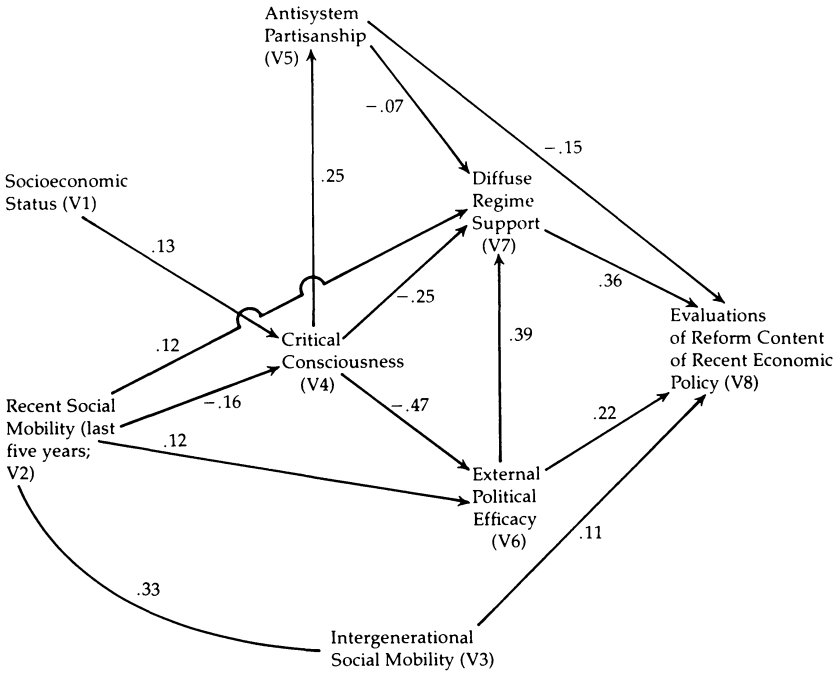 Antisystem
Partisanship
(V5)
−.07
−.15
Socioeconomic
Status (V1)
.25
Diffuse
Regime
Support
(V7)
.13
.36
−.25
Evaluations
of Reform Content
of Recent Economic
Policy (V8)
.12
Critical
Consciousness
(V4)
.39
−.16
−.47
.22
Recent Social
Mobility (last
five years;
V2)
.12
External
Political
Efficacy
(V6)
.11
.33
Intergenerational
Social Mobility (V3)